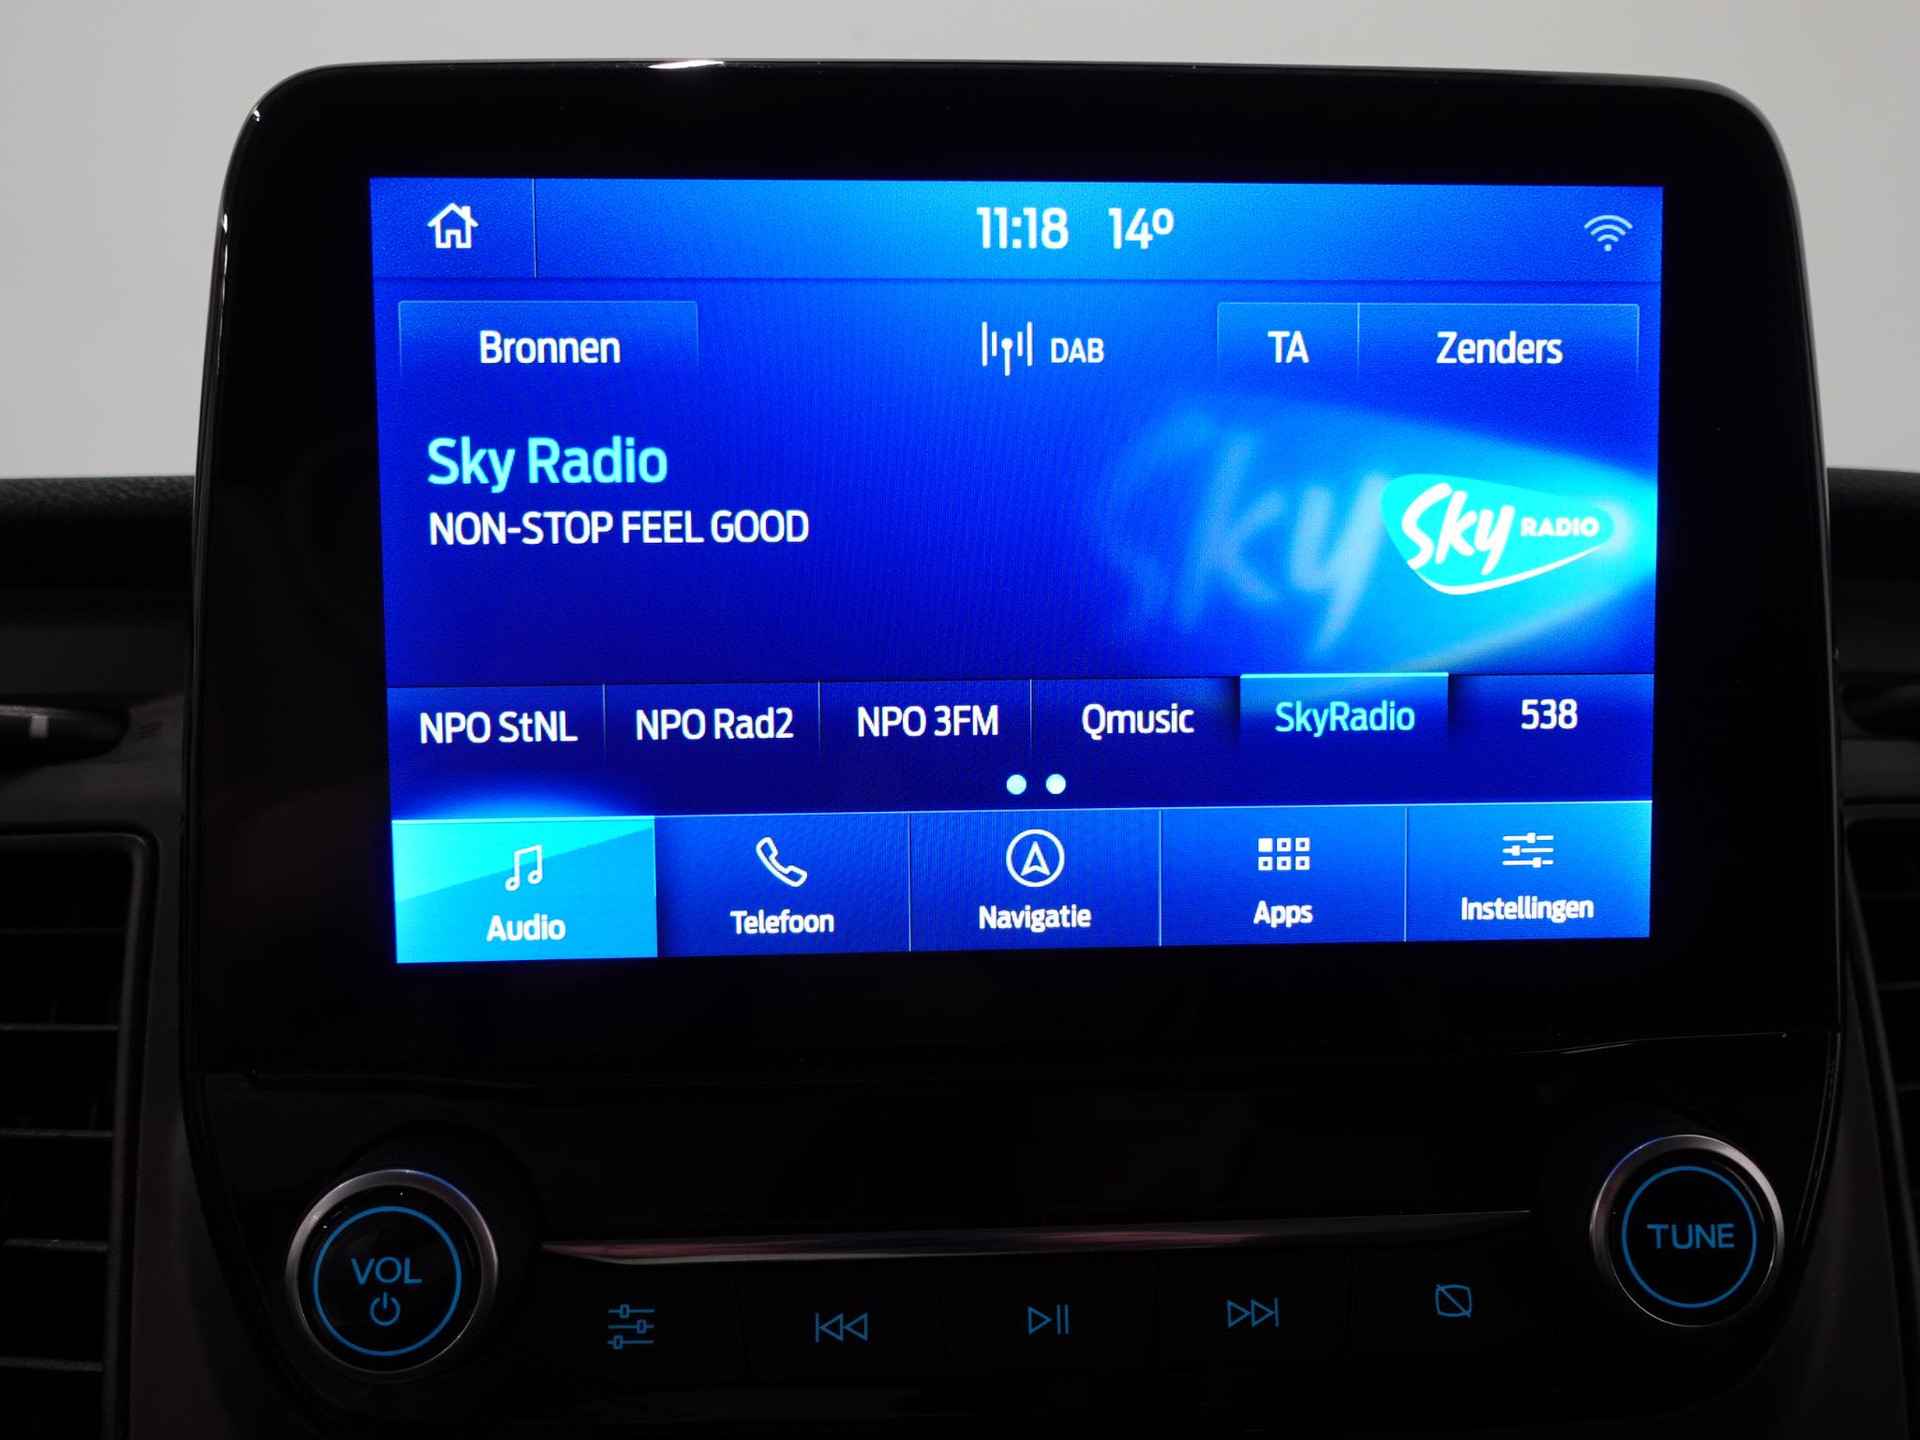 11:18 14º
Bronnen DAB TA Zenders
Sky Radio
NON-STOP FEEL GOOD
Sky
Sky RADIO
NPO StNL NPO Rad2 NPO 3FM Qmusic SkyRadio 538
Audio Telefoon Navigatie Apps Instellingen
VOL TUNE